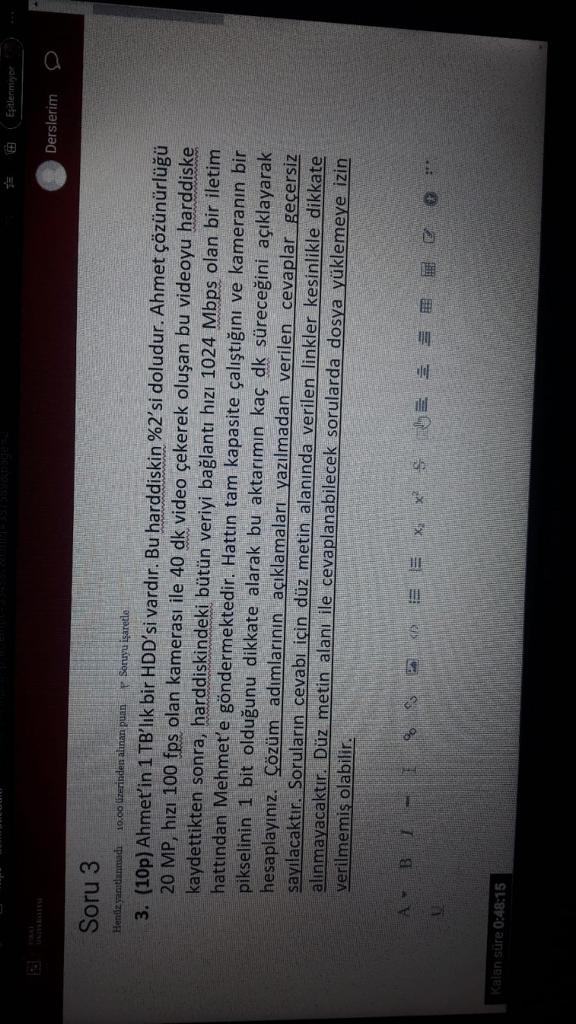 Eşitlenmiyor
FIRAT
ÜNİVERSİTESİ
Derslerim
Soru 3
Henüz yanıtlanmadı 10.00 üzerinden alınan puan Soruyu işaretle
3. (10p) Ahmet'in 1 TB'lık bir HDD'si vardır. Bu harddiskin %2'si doludur. Ahmet çözünürlüğü
20 MP, hızı 100 fps olan kamerası ile 40 dk video çekerek oluşan bu videoyu harddiske
kaydettikten sonra, harddiskindeki bütün veriyi bağlantı hızı 1024 Mbps olan bir iletim
hattından Mehmet'e göndermektedir. Hattın tam kapasite çalıştığını ve kameranın bir
pikselinin 1 bit olduğunu dikkate alarak bu aktarımın kaç dk süreceğini açıklayarak
hesaplayınız. Çözüm adımlarının açıklamaları yazılmadan verilen cevaplar geçersiz
sayılacaktır. Soruların cevabı için düz metin alanında verilen linkler kesinlikle dikkate
alınmayacaktır. Düz metin alanı ile cevaplanabilecek sorularda dosya yüklemeye izin
verilmemiş olabilir.
A B I x₂ x² S
U
Kalan süre 0:48:15